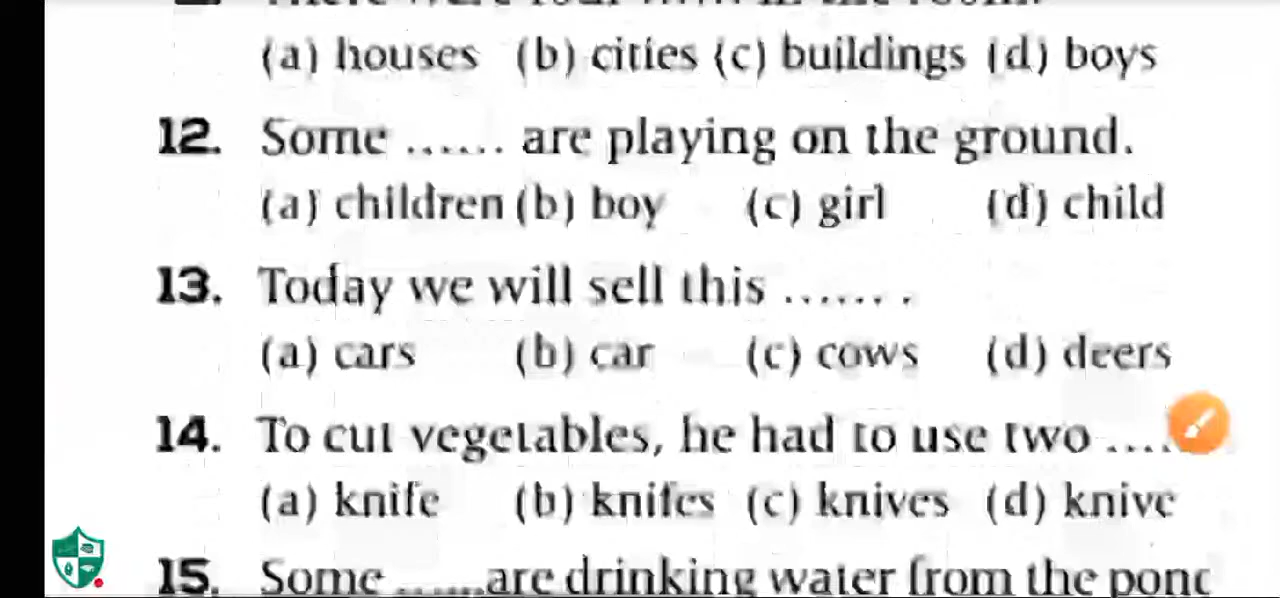 (a) houses (b) cities (c) buildings (d) boys
12. Some ...... are playing on the ground.
(a) children (b) boy (c) girl (d) child
13. Today we will sell this ....... .
(a) cars (b) car (c) cows (d) deers
14. To cut vegetables, he had to use two ....
(a) knife (b) knifes (c) knives (d) knive
15. Some ......are drinking water from the